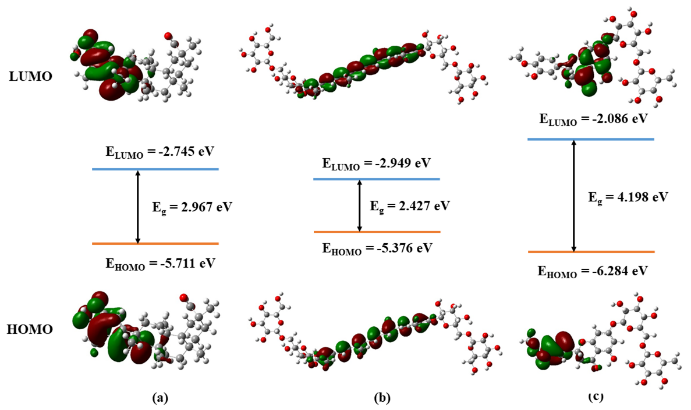 LUMO
E_LUMO = -2.745 eV
E_g = 2.967 eV
E_HOMO = -5.711 eV
E_LUMO = -2.949 eV
E_g = 2.427 eV
E_HOMO = -5.376 eV
E_LUMO = -2.086 eV
E_g = 4.198 eV
E_HOMO = -6.284 eV
HOMO
(a)
(b)
(c)